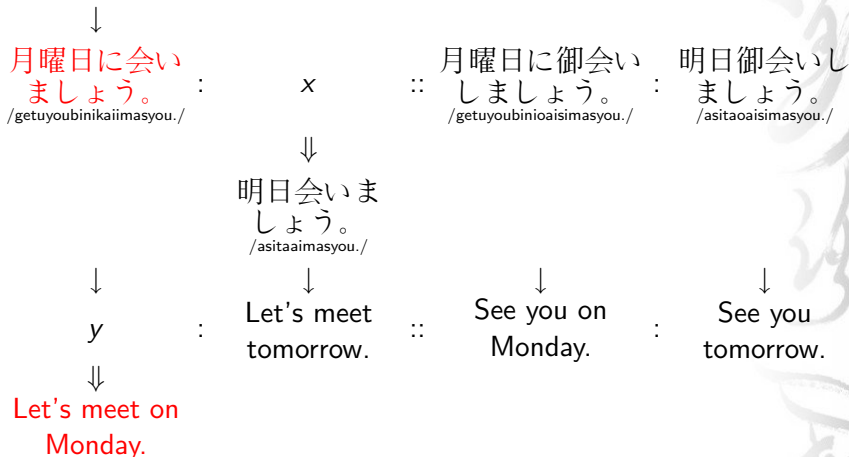 ↓
月曜日に会い : x :: 月曜日に御会い : 明日御会いし
ましょう。 しましょう。 ましょう。
/getuyoubinikaiimasyou./ /getuyoubinioaisimasyou./ /asitaoaisimasyou./
⇓
明日会いま
しょう。
/asitaaimasyou./
↓ ↓ ↓ ↓
y : Let's meet :: See you on : See you
tomorrow. Monday. tomorrow.
⇓
Let's meet on
Monday.